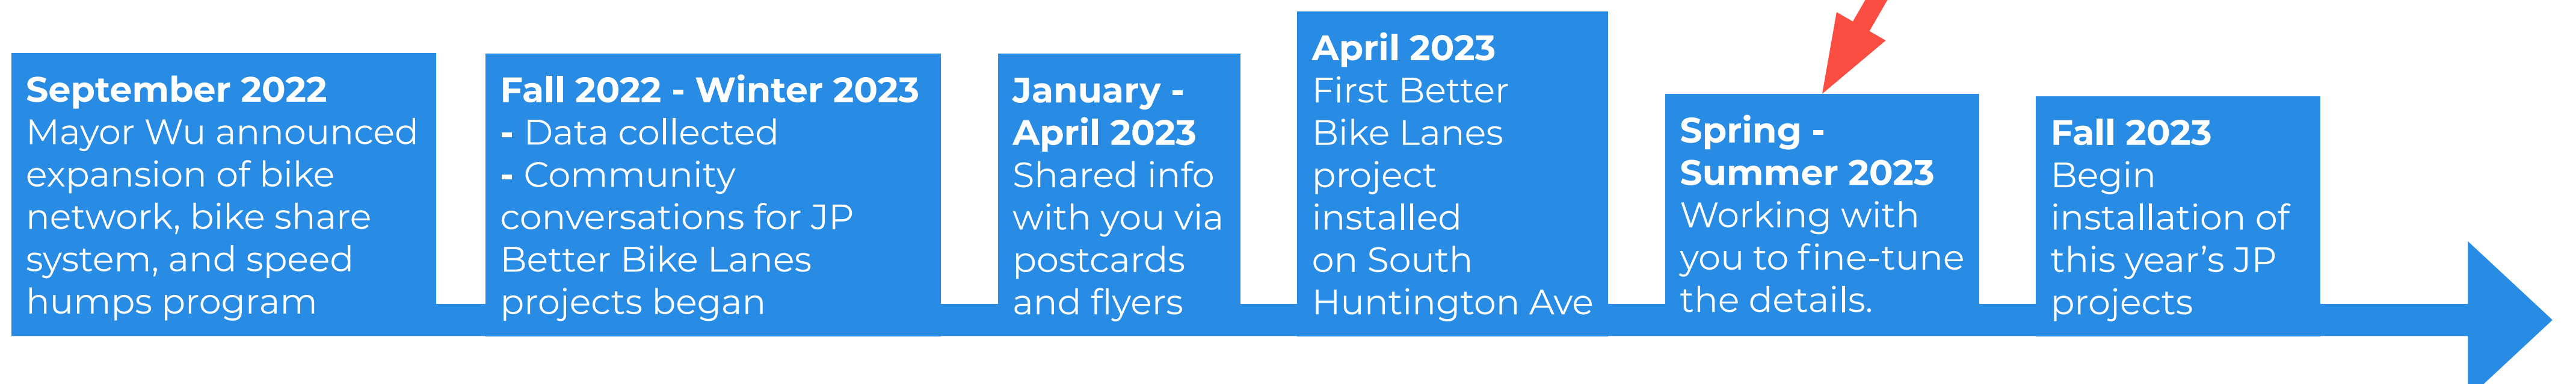 September 2022
Mayor Wu announced
expansion of bike
network, bike share
system, and speed
humps program
Fall 2022 - Winter 2023
- Data collected
- Community
conversations for JP
Better Bike Lanes
projects began
January -
April 2023
Shared info
with you via
postcards
and flyers
April 2023
First Better
Bike Lanes
project
installed
on South
Huntington Ave
Spring -
Summer 2023
Working with
you to fine-tune
the details.
Fall 2023
Begin
installation of
this year’s JP
projects